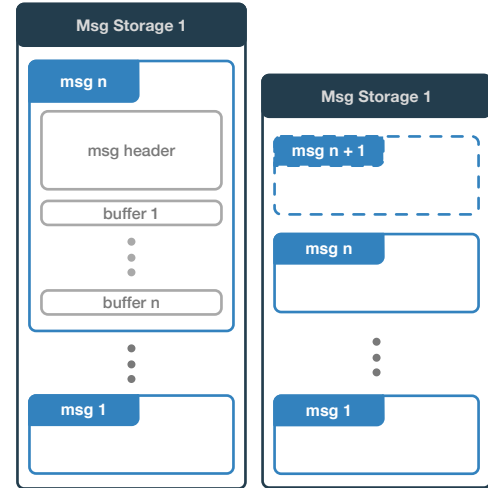 Msg Storage 1
msg n
msg header
buffer 1
buffer n
msg 1
Msg Storage 1
msg n + 1
msg n
msg 1